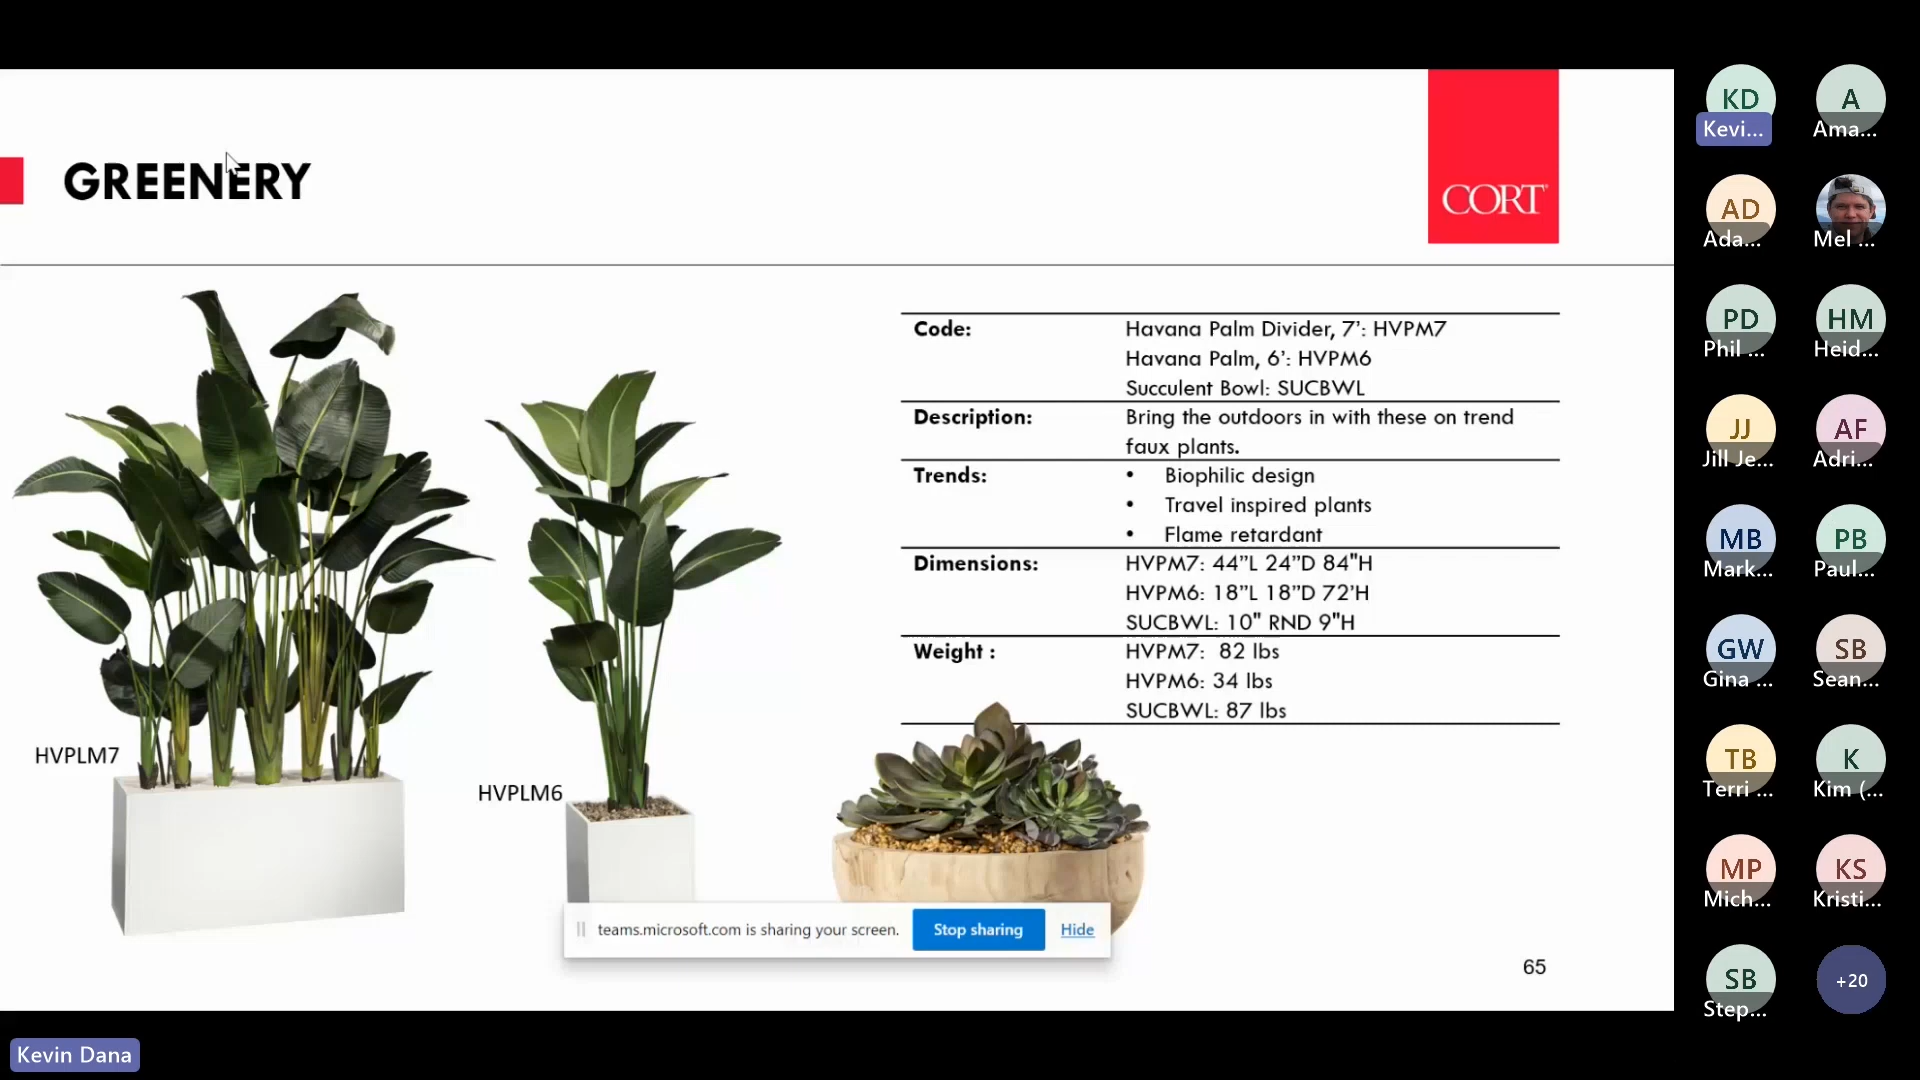 GREENERY
CORT
Code:
Havana Palm Divider, 7’: HVPM7
Havana Palm, 6’: HVPM6
Succulent Bowl: SUCBWL
Description:
Bring the outdoors in with these on trend
faux plants.
Trends:
• Biophilic design
• Travel inspired plants
• Flame retardant
Dimensions:
HVPM7: 44”L 24”D 84"H
HVPM6: 18”L 18”D 72’H
SUCBWL: 10" RND 9"H
Weight :
HVPM7:  82 lbs
HVPM6: 34 lbs
SUCBWL: 87 lbs
HVPLM7
HVPLM6
teams.microsoft.com is sharing your screen.
Stop sharing
Hide
65
Kevin Dana
KD
Kevi...
A
Ama...
AD
Ada...
Mel ...
PD
Phil ...
HM
Heid...
JJ
Jill Je...
AF
Adri...
MB
Mark...
PB
Paul...
GW
Gina ...
SB
Sean...
TB
Terri ...
K
Kim (...
MP
Mich...
KS
Kristi...
SB
Step...
+20